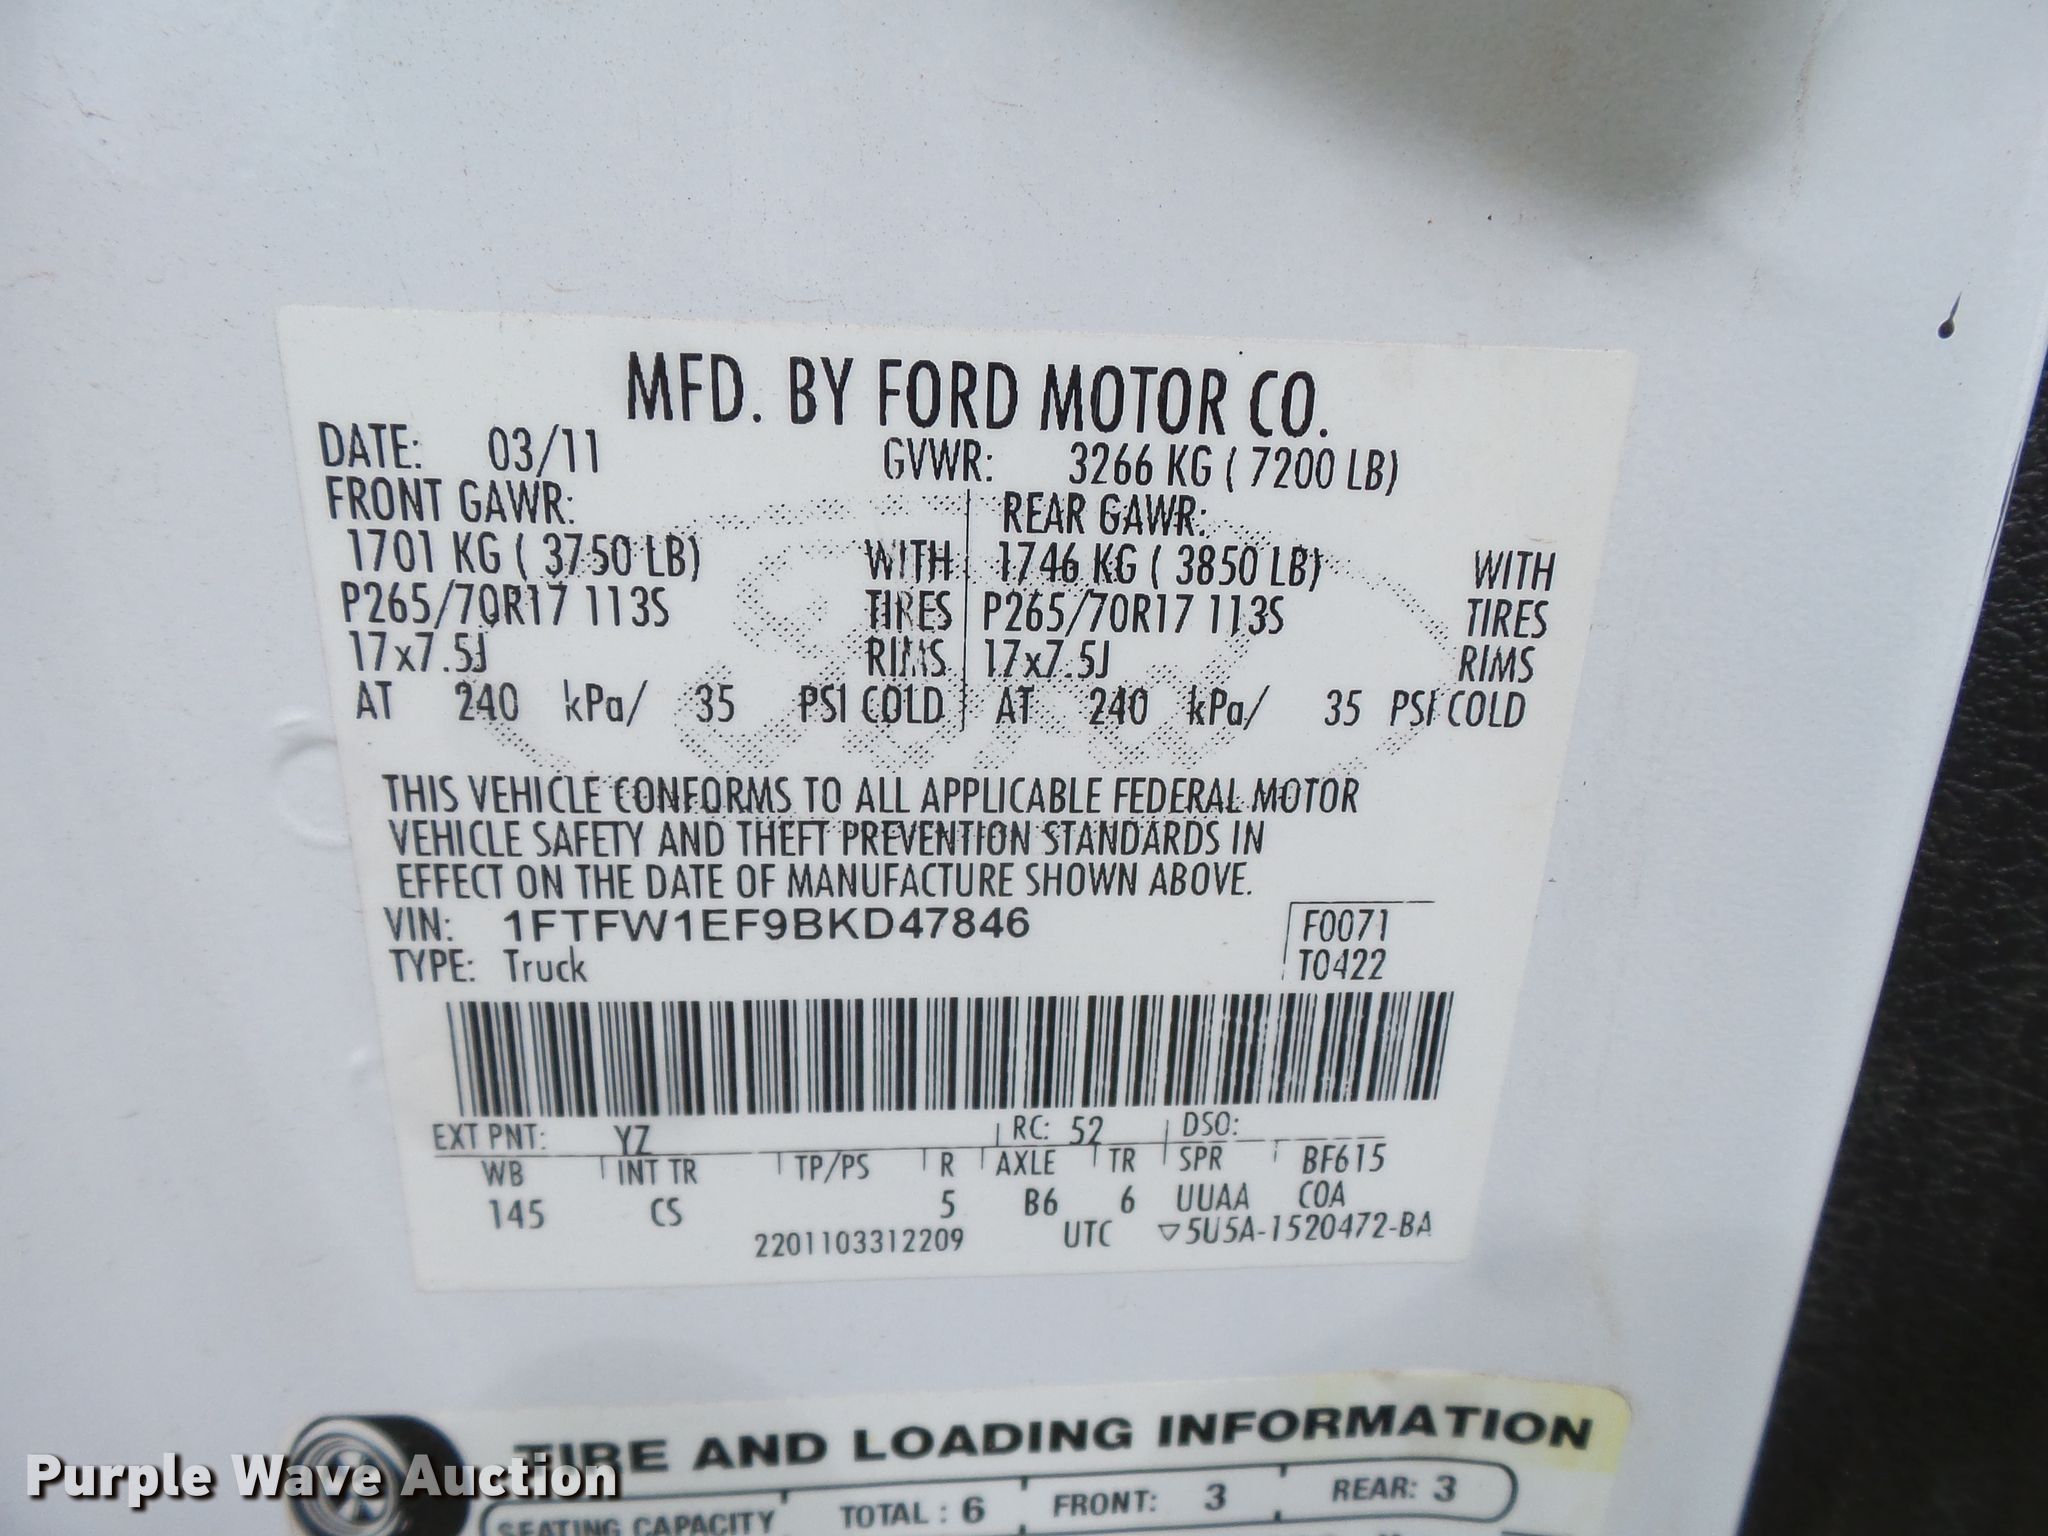 MFD. BY FORD MOTOR CO.
DATE: 03/11 GVWR: 3266 KG ( 7200 LB)
FRONT GAWR: REAR GAWR:
1701 KG ( 3750 LB) WITH 1746 KG ( 3850 LB) WITH
P265/70R17 113S TIRES P265/70R17 113S TIRES
17x7.5J RIMS 17x7.5J RIMS
AT 240 kPa/ 35 PSI COLD AT 240 kPa/ 35 PSI COLD
THIS VEHICLE CONFORMS TO ALL APPLICABLE FEDERAL MOTOR
VEHICLE SAFETY AND THEFT PREVENTION STANDARDS IN
EFFECT ON THE DATE OF MANUFACTURE SHOWN ABOVE.
VIN: 1FTFW1EF9BKD47846 F0071
TYPE: Truck T0422
EXT PNT: YZ RC: 52 DSO:
WB INT TR TP/PS R AXLE TR SPR BF615
145 CS 5 B6 6 UUAA COA
2201103312209 UTC ▽5U5A-1520472-BA
TIRE AND LOADING INFORMATION
SEATING CAPACITY TOTAL : 6 FRONT: 3 REAR: 3
Purple Wave Auction